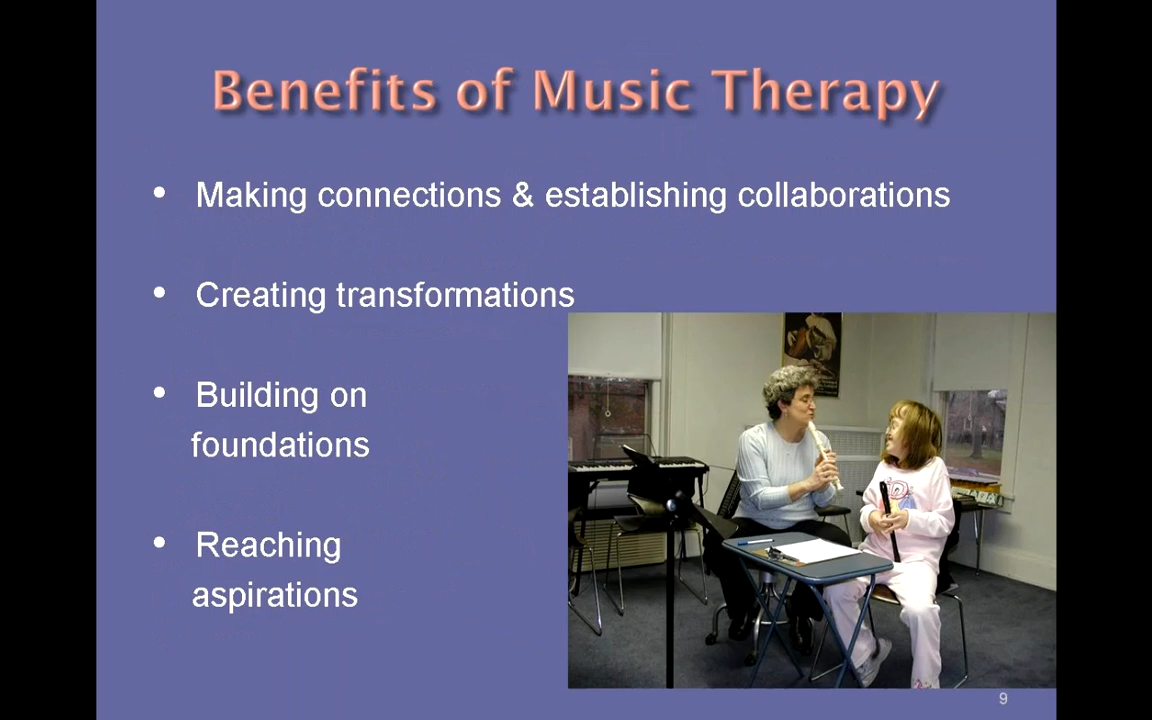 Benefits of Music Therapy
• Making connections & establishing collaborations
• Creating transformations
• Building on
foundations
• Reaching
aspirations
9